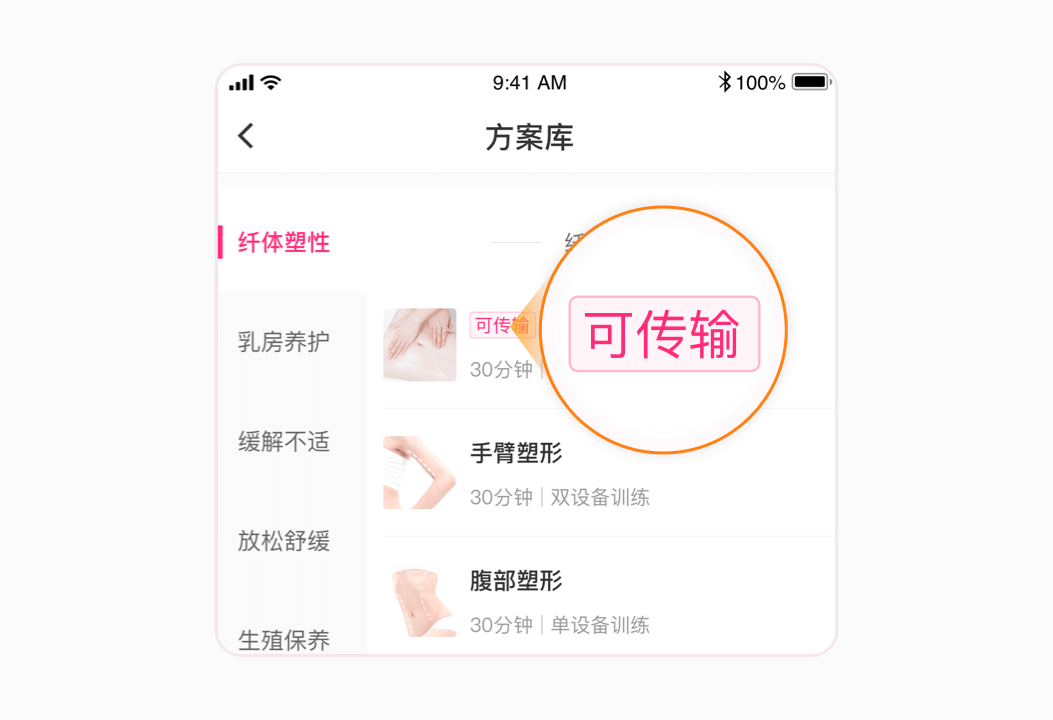 9:41 AM
100%
方案库
纤体塑性
乳房养护
缓解不适
放松舒缓
生殖保养
可传输
30分钟
可传输
手臂塑形
30分钟|双设备训练
腹部塑形
30分钟|单设备训练